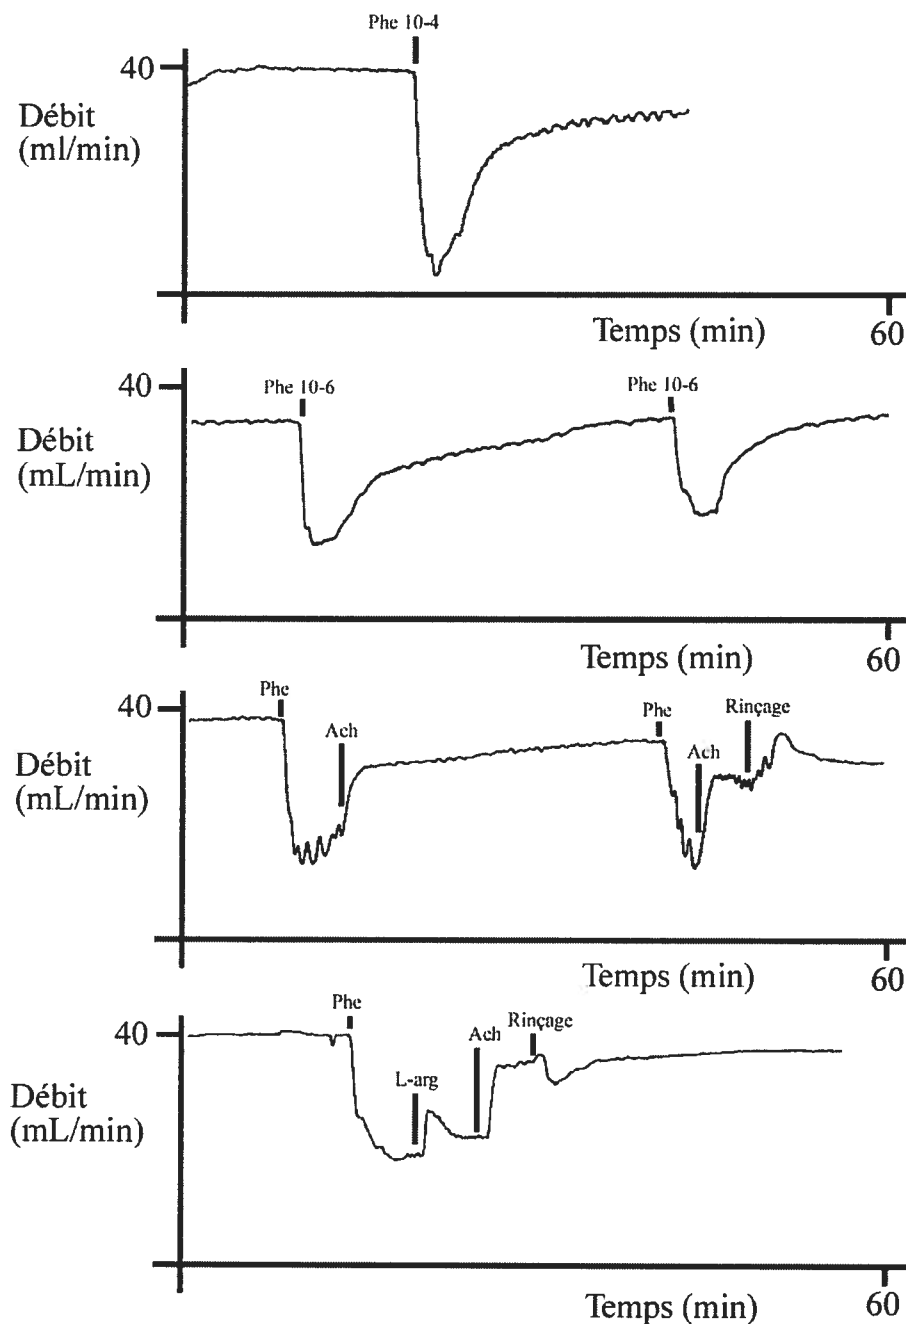 Phe 10-4
40
Débit
(ml/min)
Temps (min)
60
40
Phe 10-6
Phe 10-6
Débit
(mL/min)
Temps (min)
60
Phe
40
Ach
Phe
Rinçage
Ach
Débit
(mL/min)
Temps (min)
60
Phe
40
Ach
Rinçage
L-arg
Débit
(mL/min)
Temps (min)
60